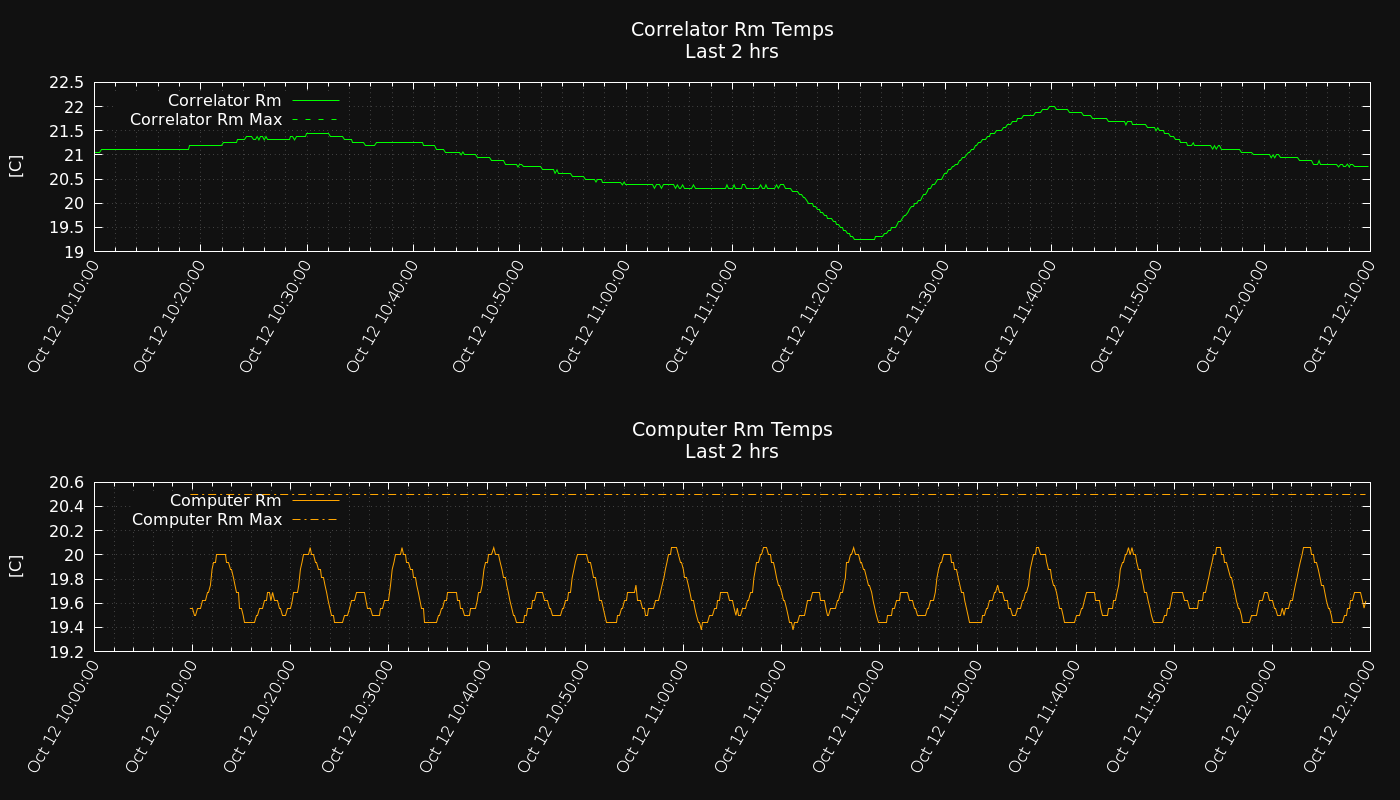 Correlator Rm Temps
Last 2 hrs
22.5
22
21.5
21
20.5
20
19.5
19
[C]
Correlator Rm
Correlator Rm Max
Oct 12 10:10:00
Oct 12 10:20:00
Oct 12 10:30:00
Oct 12 10:40:00
Oct 12 10:50:00
Oct 12 11:00:00
Oct 12 11:10:00
Oct 12 11:20:00
Oct 12 11:30:00
Oct 12 11:40:00
Oct 12 11:50:00
Oct 12 12:00:00
Oct 12 12:10:00
Computer Rm Temps
Last 2 hrs
20.6
20.4
20.2
20
19.8
19.6
19.4
19.2
[C]
Computer Rm
Computer Rm Max
Oct 12 10:00:00
Oct 12 10:10:00
Oct 12 10:20:00
Oct 12 10:30:00
Oct 12 10:40:00
Oct 12 10:50:00
Oct 12 11:00:00
Oct 12 11:10:00
Oct 12 11:20:00
Oct 12 11:30:00
Oct 12 11:40:00
Oct 12 11:50:00
Oct 12 12:00:00
Oct 12 12:10:00